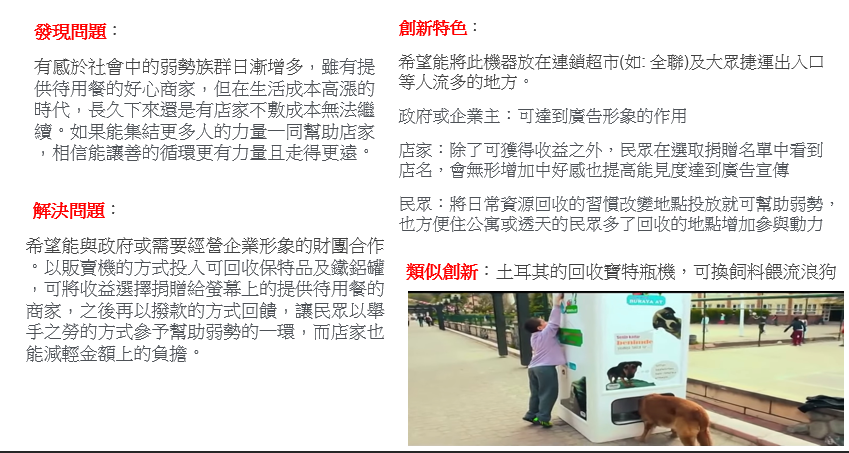 發現問題：
有感於社會中的弱勢族群日漸增多，雖有提
供待用餐的好心商家，但在生活成本高漲的
時代，長久下來還是有店家不敷成本無法繼
續。如果能集結更多人的力量一同幫助店家
，相信能讓善的循環更有力量且走得更遠。
解決問題：
希望能與政府或需要經營企業形象的財團合作
。以販賣機的方式投入可回收保特品及鐵鋁罐
，可將收益選擇捐贈給螢幕上的提供待用餐的
商家，之後再以撥款的方式回饋，讓民眾以舉
手之勞的方式參予幫助弱勢的一環，而店家也
能減輕金額上的負擔。
創新特色：
希望能將此機器放在連鎖超市(如: 全聯)及大眾捷運出入口
等人流多的地方。
政府或企業主：可達到廣告形象的作用
店家：除了可獲得收益之外，民眾在選取捐贈名單中看到
店名，會無形增加中好感也提高能見度達到廣告宣傳
民眾：將日常資源回收的習慣改變地點投放就可幫助弱勢，
也方便住公寓或透天的民眾多了回收的地點增加參與動力
類似創新：土耳其的回收寶特瓶機，可換飼料餵流浪狗